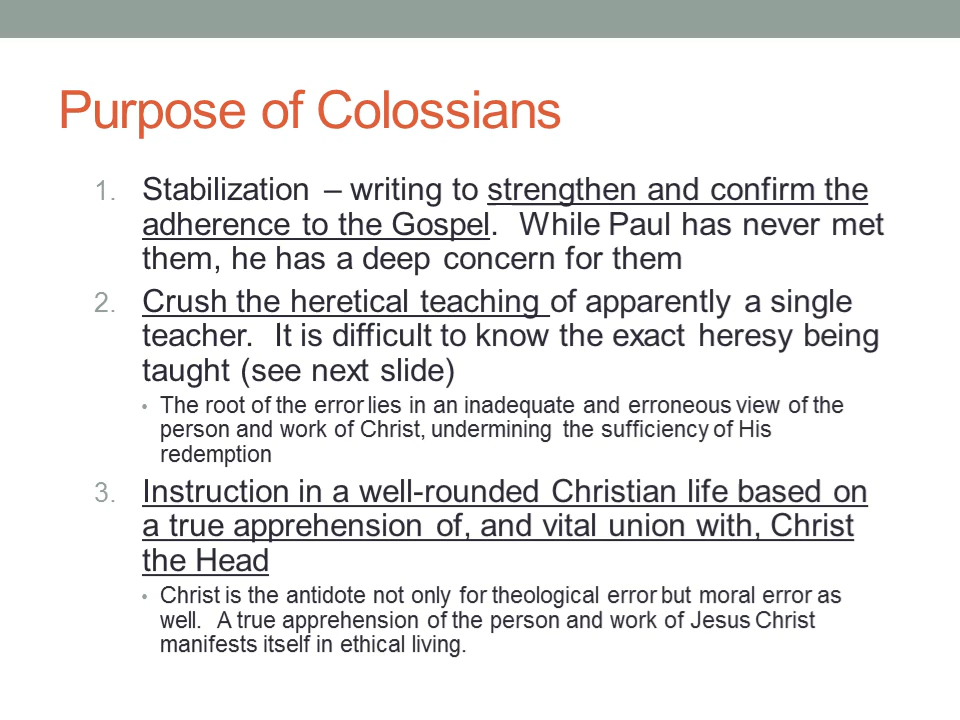 Purpose of Colossians
1. Stabilization – writing to strengthen and confirm the
adherence to the Gospel.  While Paul has never met
them, he has a deep concern for them
2. Crush the heretical teaching of apparently a single
teacher.  It is difficult to know the exact heresy being
taught (see next slide)
• The root of the error lies in an inadequate and erroneous view of the
person and work of Christ, undermining  the sufficiency of His
redemption
3. Instruction in a well-rounded Christian life based on
a true apprehension of, and vital union with, Christ
the Head
• Christ is the antidote not only for theological error but moral error as
well.  A true apprehension of the person and work of Jesus Christ
manifests itself in ethical living.